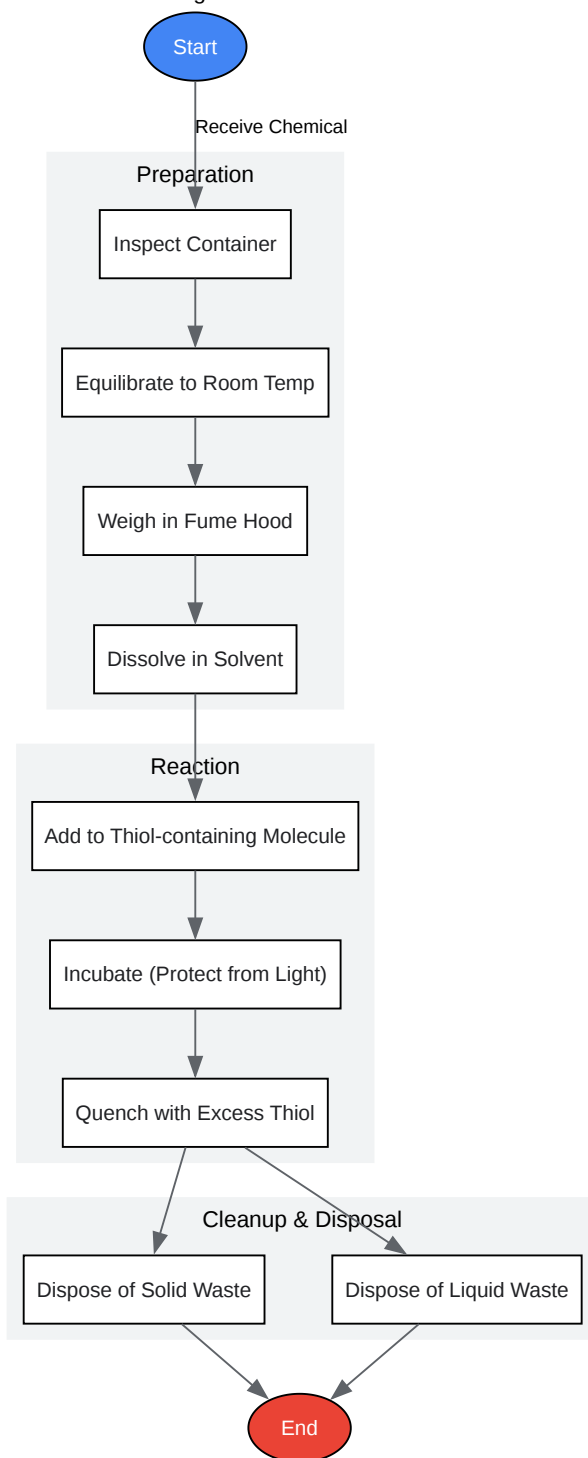 Start
Receive Chemical
Preparation
Inspect Container
Equilibrate to Room Temp
Weigh in Fume Hood
Dissolve in Solvent
Reaction
Add to Thiol-containing Molecule
Incubate (Protect from Light)
Quench with Excess Thiol
Cleanup & Disposal
Dispose of Solid Waste
Dispose of Liquid Waste
End